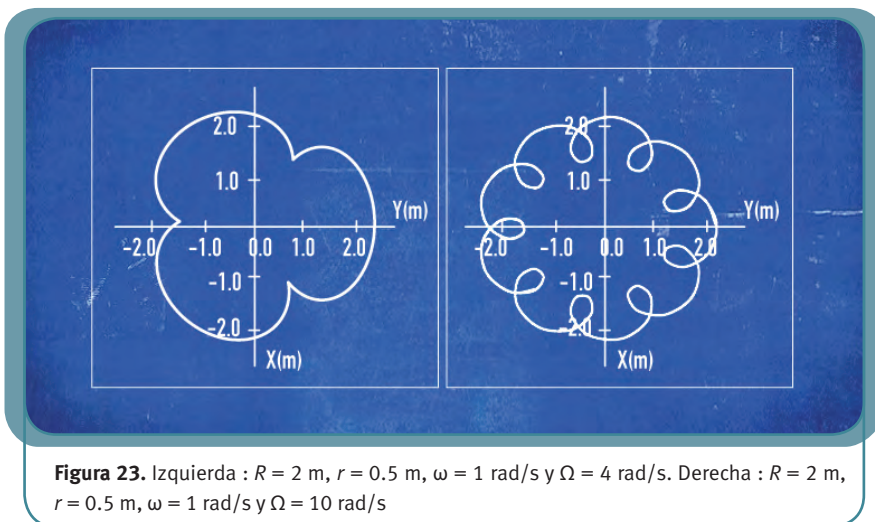 2.0
1.0
Y(m)
-2.0 -1.0 0.0 1.0 2.0
-1.0
-2.0
X(m)
2.0
1.0
Y(m)
-2.0 -1.0 0.0 1.0 2.0
-1.0
-2.0
X(m)
Figura 23. Izquierda : R = 2 m, r = 0.5 m, ω = 1 rad/s y Ω = 4 rad/s. Derecha : R = 2 m,
r = 0.5 m, ω = 1 rad/s y Ω = 10 rad/s